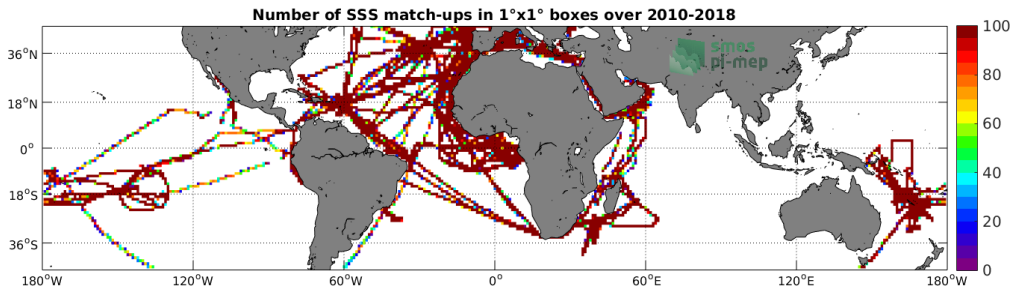 Number of SSS match-ups in 1°x1° boxes over 2010-2018
smos
pi-mep
36°N
18°N
0°
18°S
36°S
180°W 120°W 60°W 0° 60°E 120°E 180°W
100
80
60
40
20
0